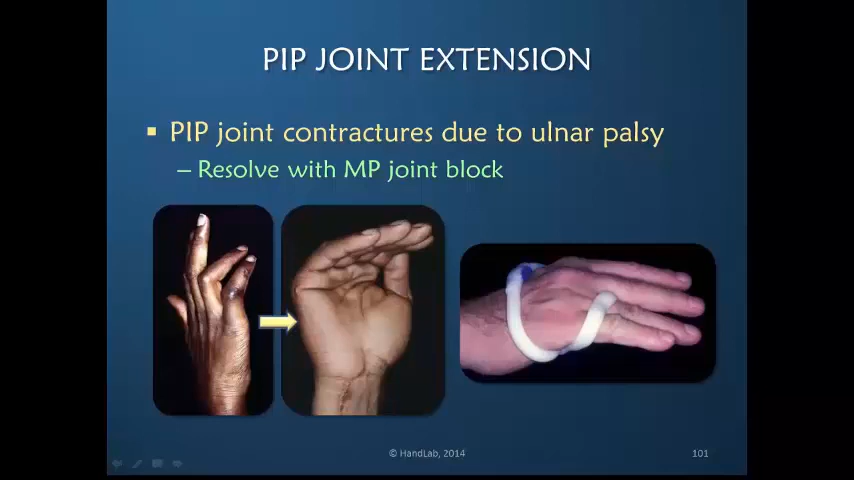 PIP JOINT EXTENSION
▪ PIP joint contractures due to ulnar palsy
– Resolve with MP joint block
© HandLab, 2014
101